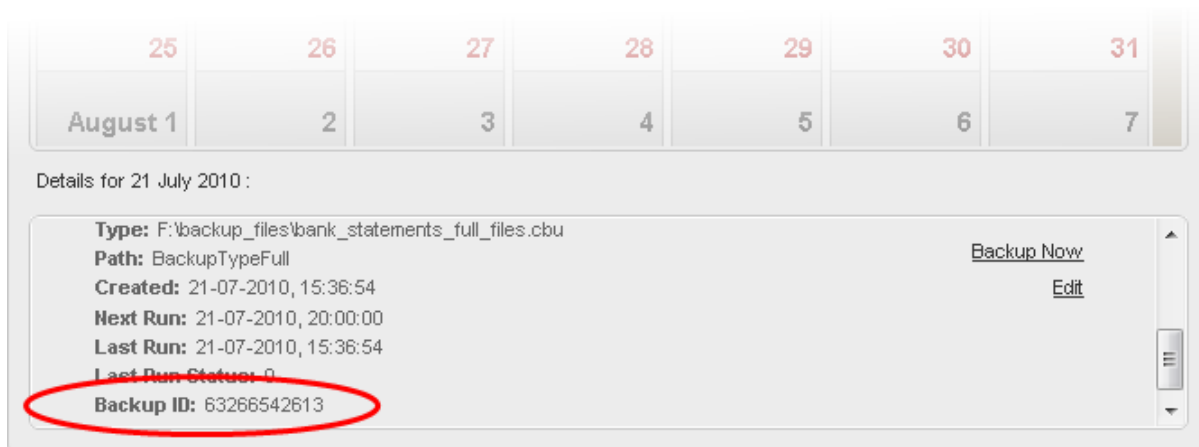 25 26 27 28 29 30 31
August 1 2 3 4 5 6 7
Details for 21 July 2010 :
Type: F:\backup_files\bank_statements_full_files.cbu
Backup Now
Path: BackupTypeFull
Created: 21-07-2010, 15:36:54
Edit
Next Run: 21-07-2010, 20:00:00
Last Run: 21-07-2010, 15:36:54
Last Run Status: 0
Backup ID: 63266542613